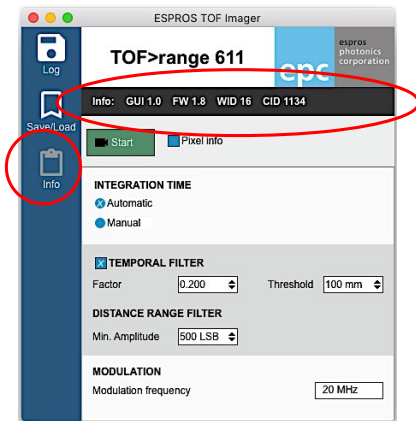 ESPROS TOF Imager
Log
TOF>range 611
epc
espros
photonics
corporation
Info: GUI 1.0 FW 1.8 WID 16 CID 1134
Save/Load
Start
Pixel info
Info
INTEGRATION TIME
Automatic
Manual
TEMPORAL FILTER
Factor 0.200 Threshold 100 mm
DISTANCE RANGE FILTER
Min. Amplitude 500 LSB
MODULATION
Modulation frequency 20 MHz